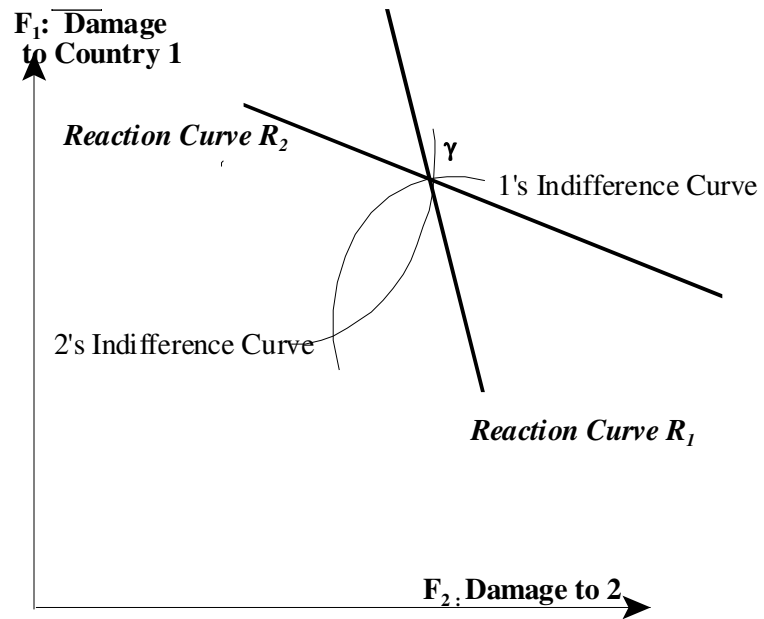 F1: Damage
to Country 1
Reaction Curve R2
γ
1's Indifference Curve
2's Indifference Curve
Reaction Curve R1
F2 : Damage to 2